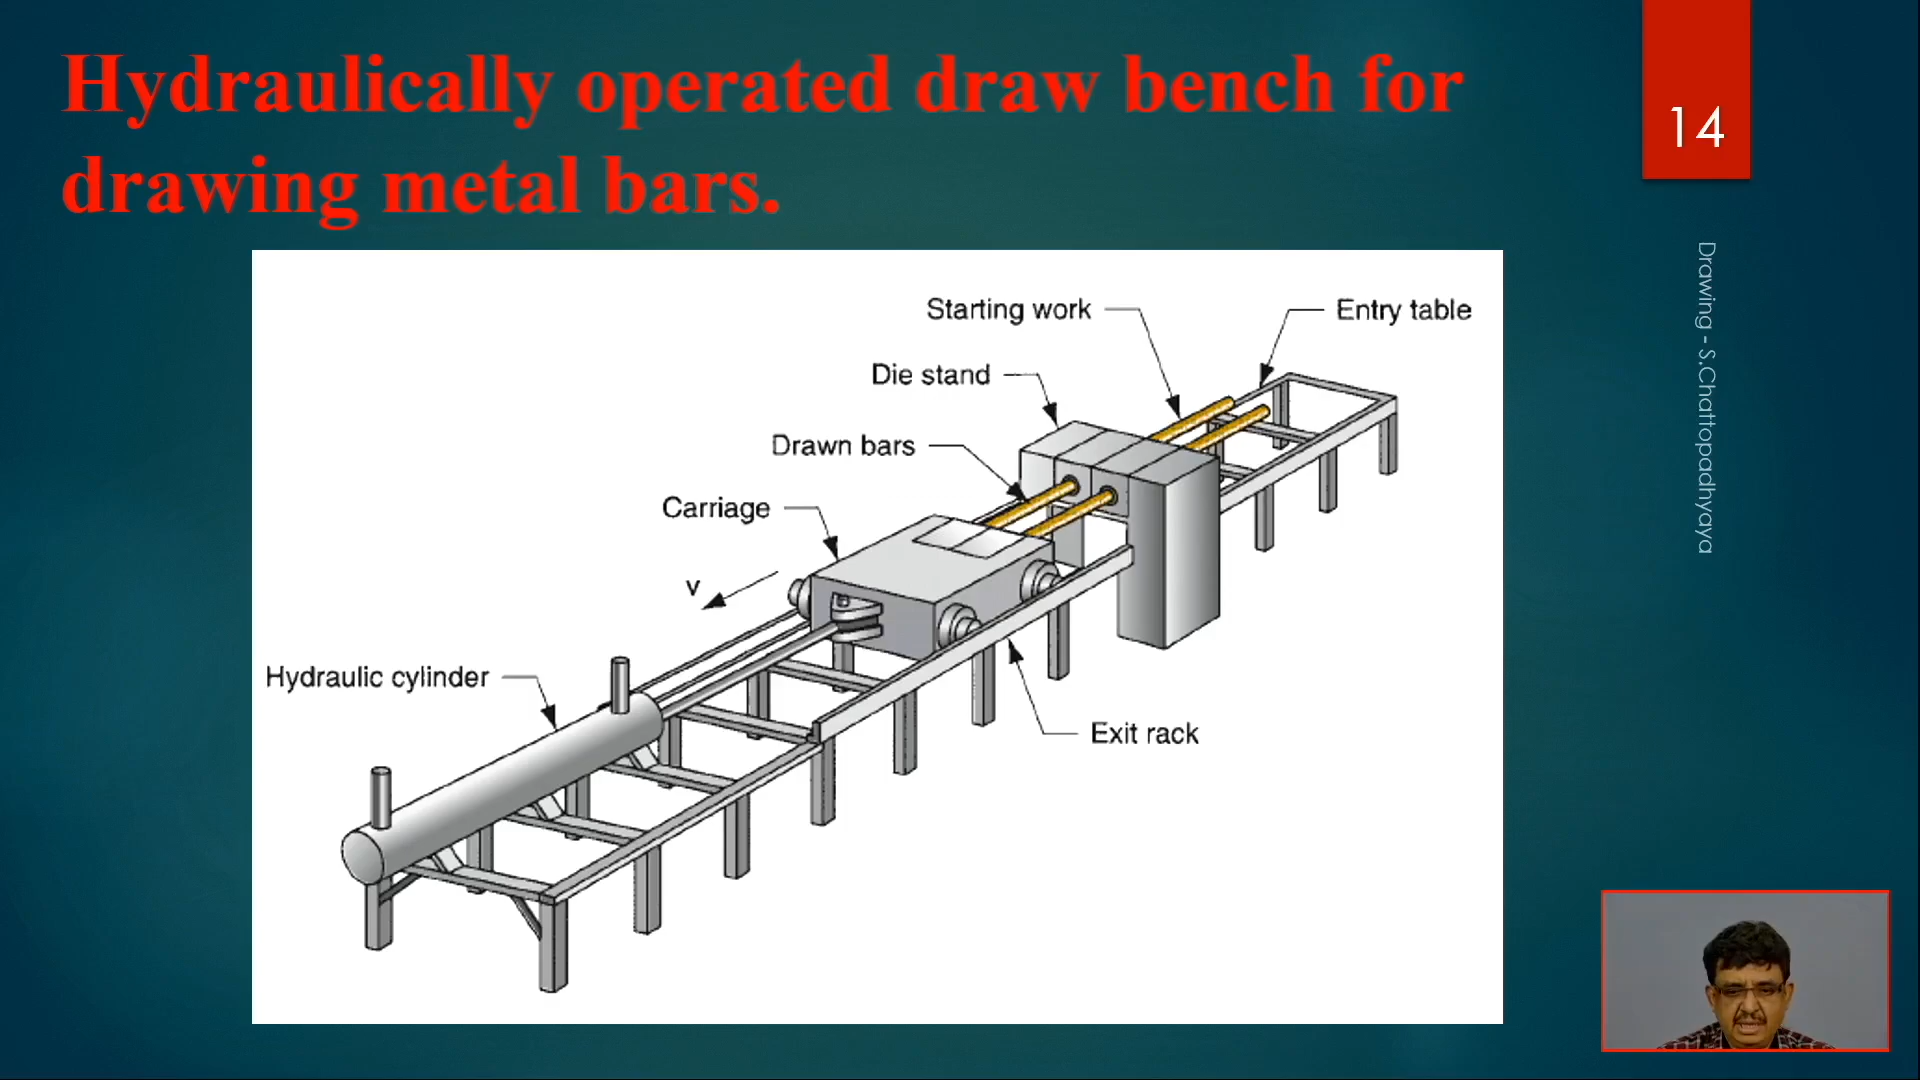 Hydraulically operated draw bench for
drawing metal bars.
14
Drawing - S.Chattopadhyaya
Starting work
Entry table
Die stand
Drawn bars
Carriage
v
Hydraulic cylinder
Exit rack